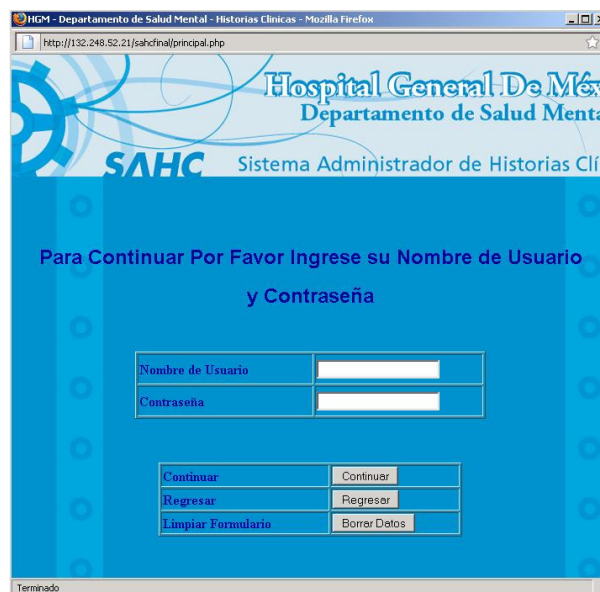 HGM - Departamento de Salud Mental - Historias Clinicas - Mozilla Firefox
http://132.248.52.21/sahcfinal/principal.php
Hospital General De Méx
Departamento de Salud Menta
SAHC Sistema Administrador de Historias Clí
Para Continuar Por Favor Ingrese su Nombre de Usuario
y Contraseña
Nombre de Usuario
Contraseña
Continuar Continuar
Regresar Regresar
Limpiar Formulario Borrar Datos
Terminado